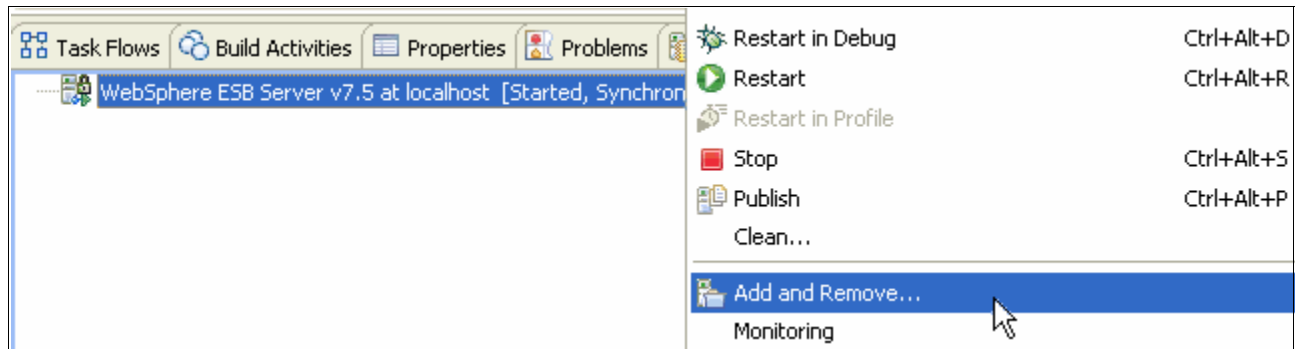 Task Flows Build Activities Properties Problems
WebSphere ESB Server v7.5 at localhost [Started, Synchron
Restart in Debug Ctrl+Alt+D
Restart Ctrl+Alt+R
Restart in Profile
Stop Ctrl+Alt+S
Publish Ctrl+Alt+P
Clean...
Add and Remove...
Monitoring